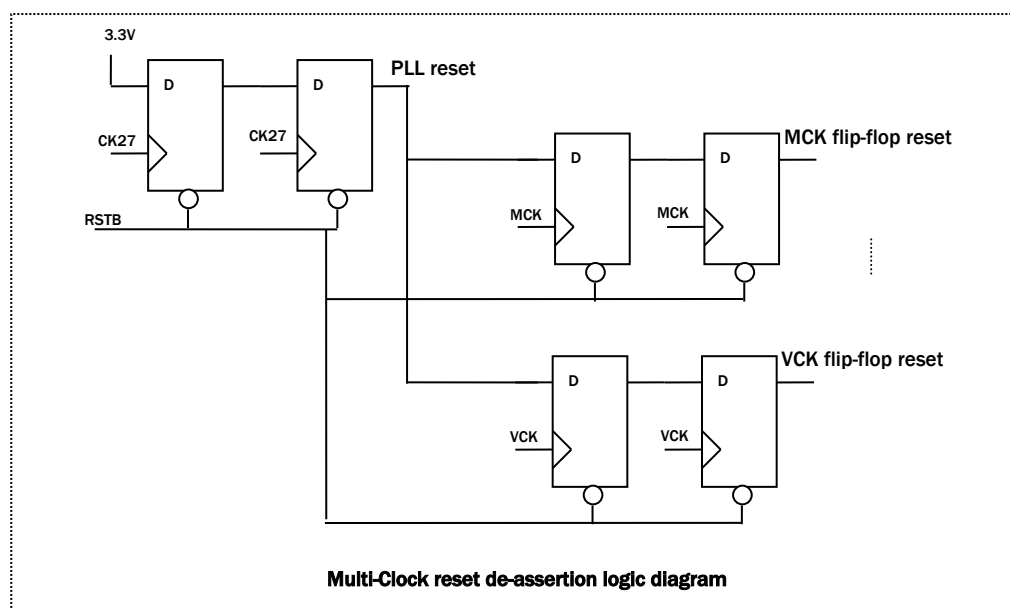 3.3V
D
D
PLL reset
CK27
CK27
RSTB
D
D
MCK flip-flop reset
MCK
MCK
D
D
VCK flip-flop reset
VCK
VCK
Multi-Clock reset de-assertion logic diagram